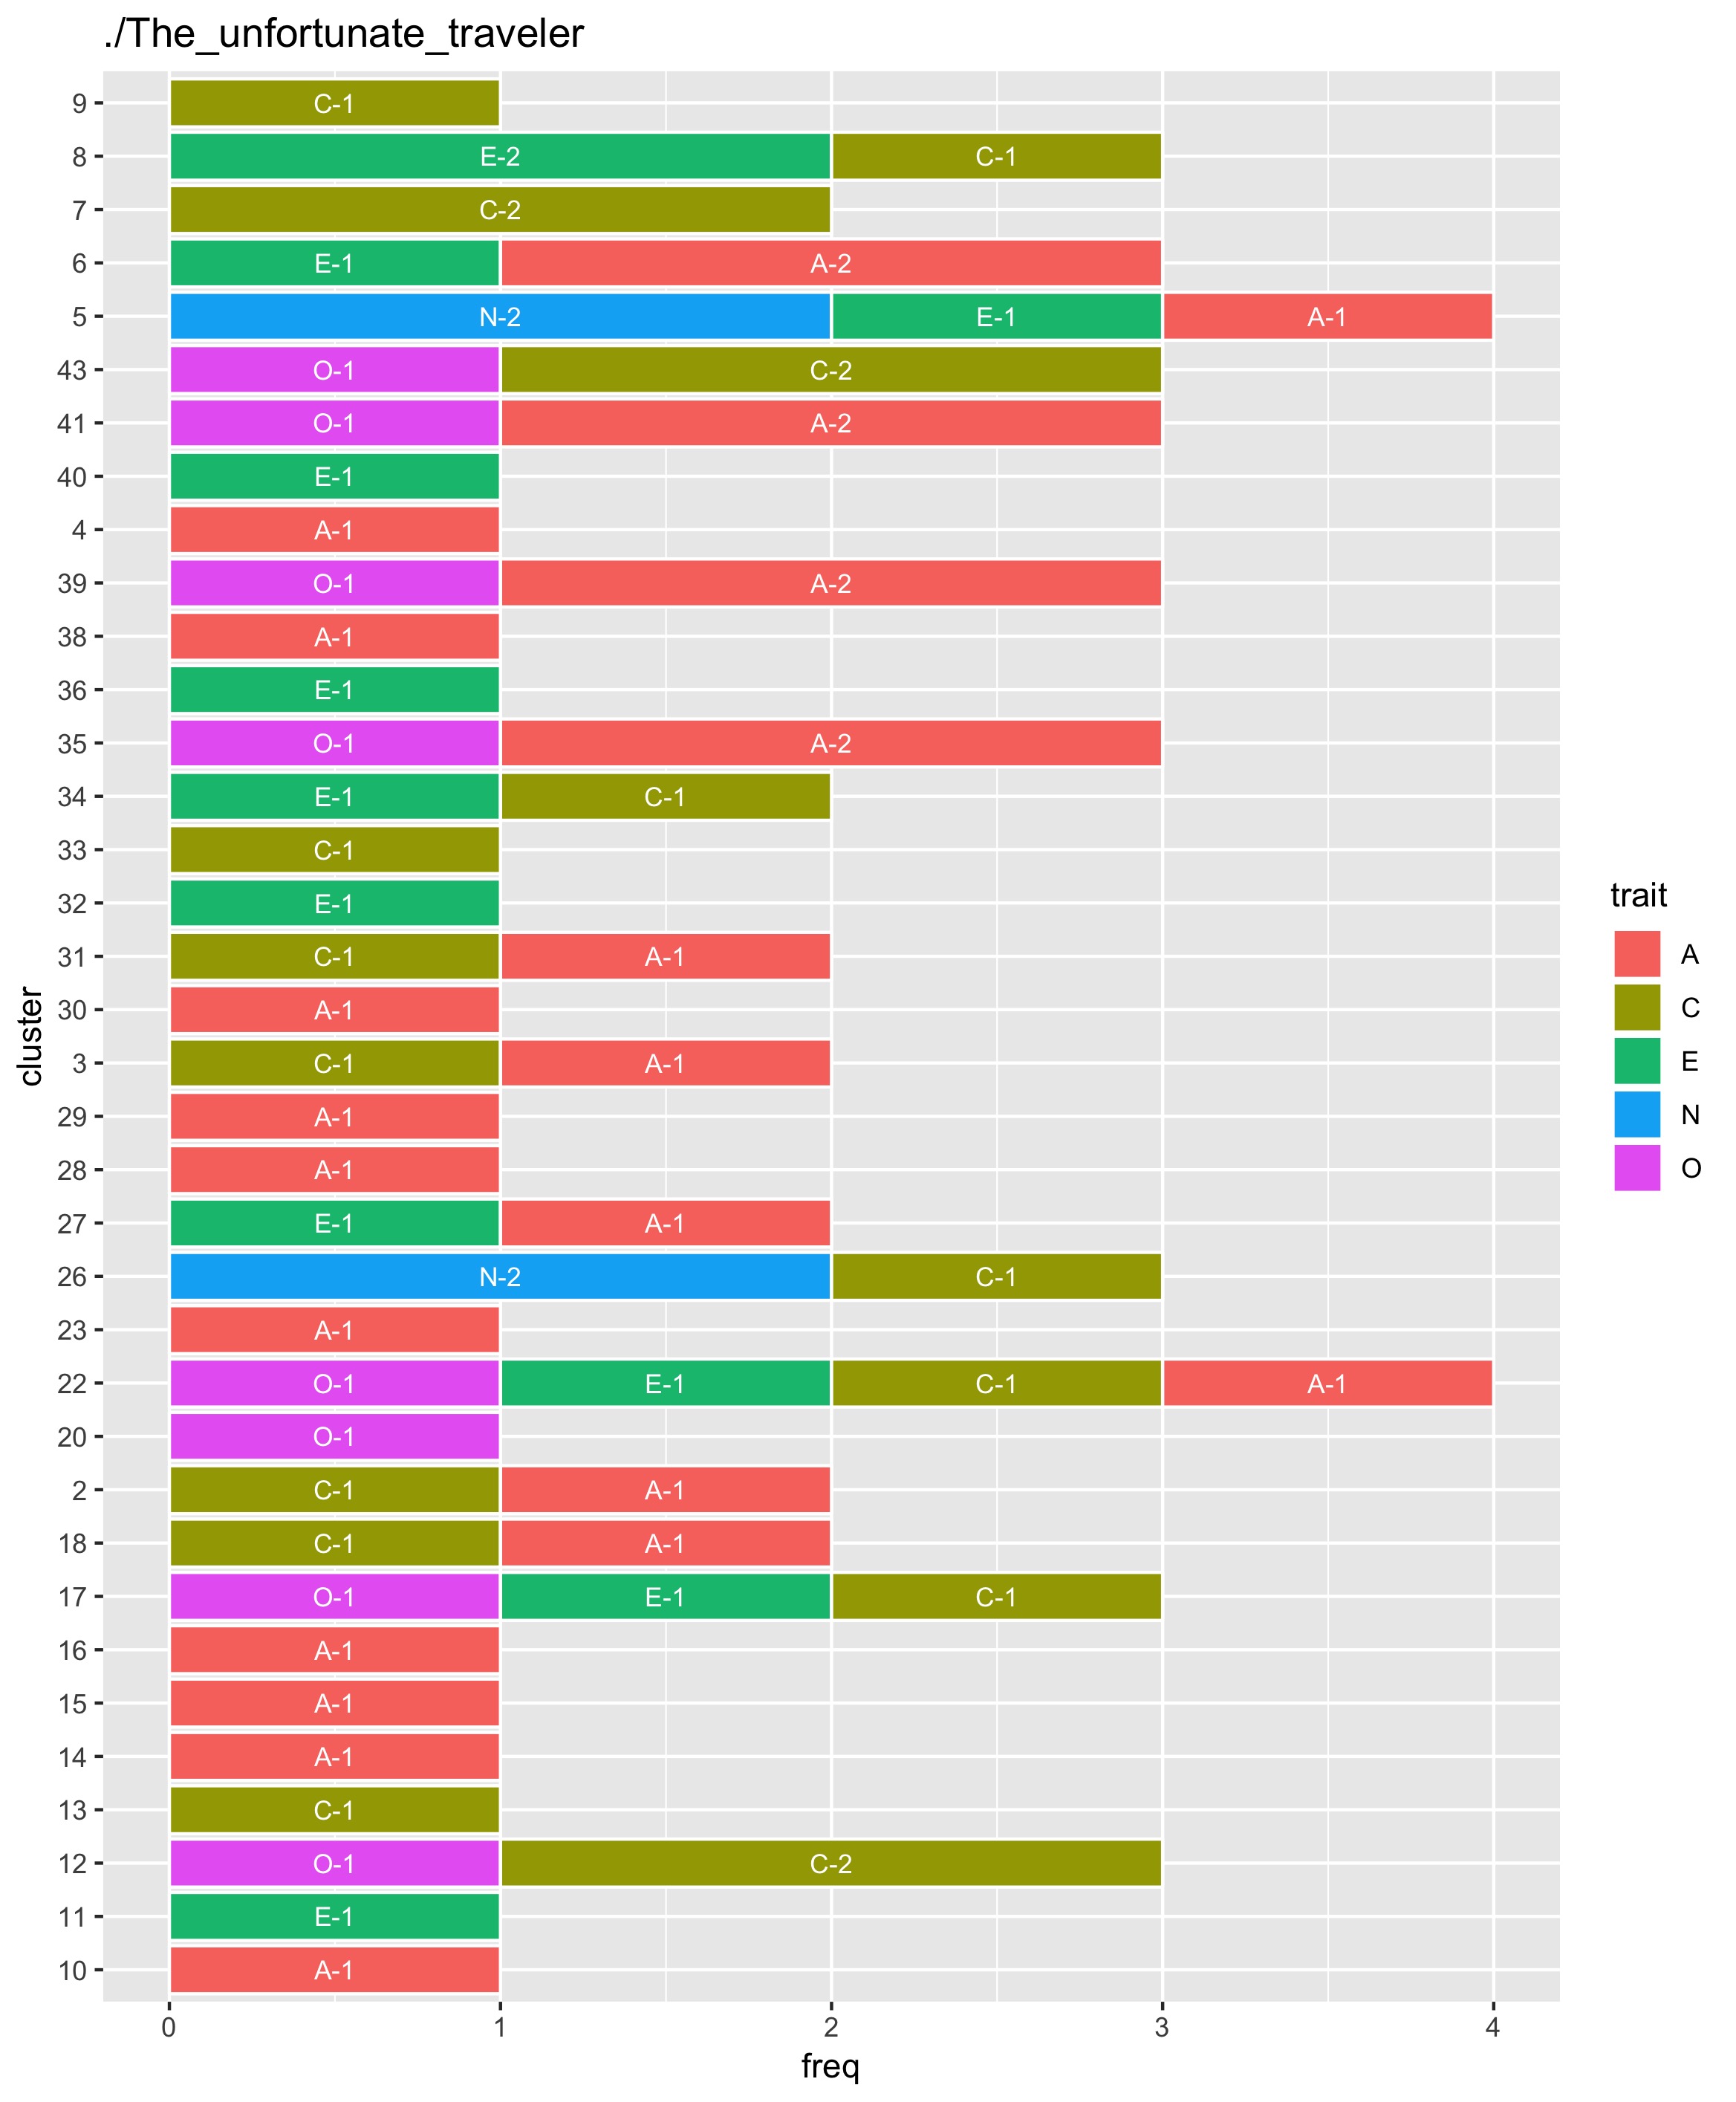 ./The_unfortunate_traveler
9 C-1
8 E-2 C-1
7 C-2
6 E-1 A-2
5 N-2 E-1 A-1
43 O-1 C-2
41 O-1 A-2
40 E-1
4 A-1
39 O-1 A-2
38 A-1
36 E-1
35 O-1 A-2
34 E-1 C-1
33 C-1
32 E-1
31 C-1 A-1
30 A-1
3 C-1 A-1
29 A-1
28 A-1
27 E-1 A-1
26 N-2 C-1
23 A-1
22 O-1 E-1 C-1 A-1
20 O-1
2 C-1 A-1
18 C-1 A-1
17 O-1 E-1 C-1
16 A-1
15 A-1
14 A-1
13 C-1
12 O-1 C-2
11 E-1
10 A-1
0 1 2 3 4
freq
cluster
trait
A
C
E
N
O